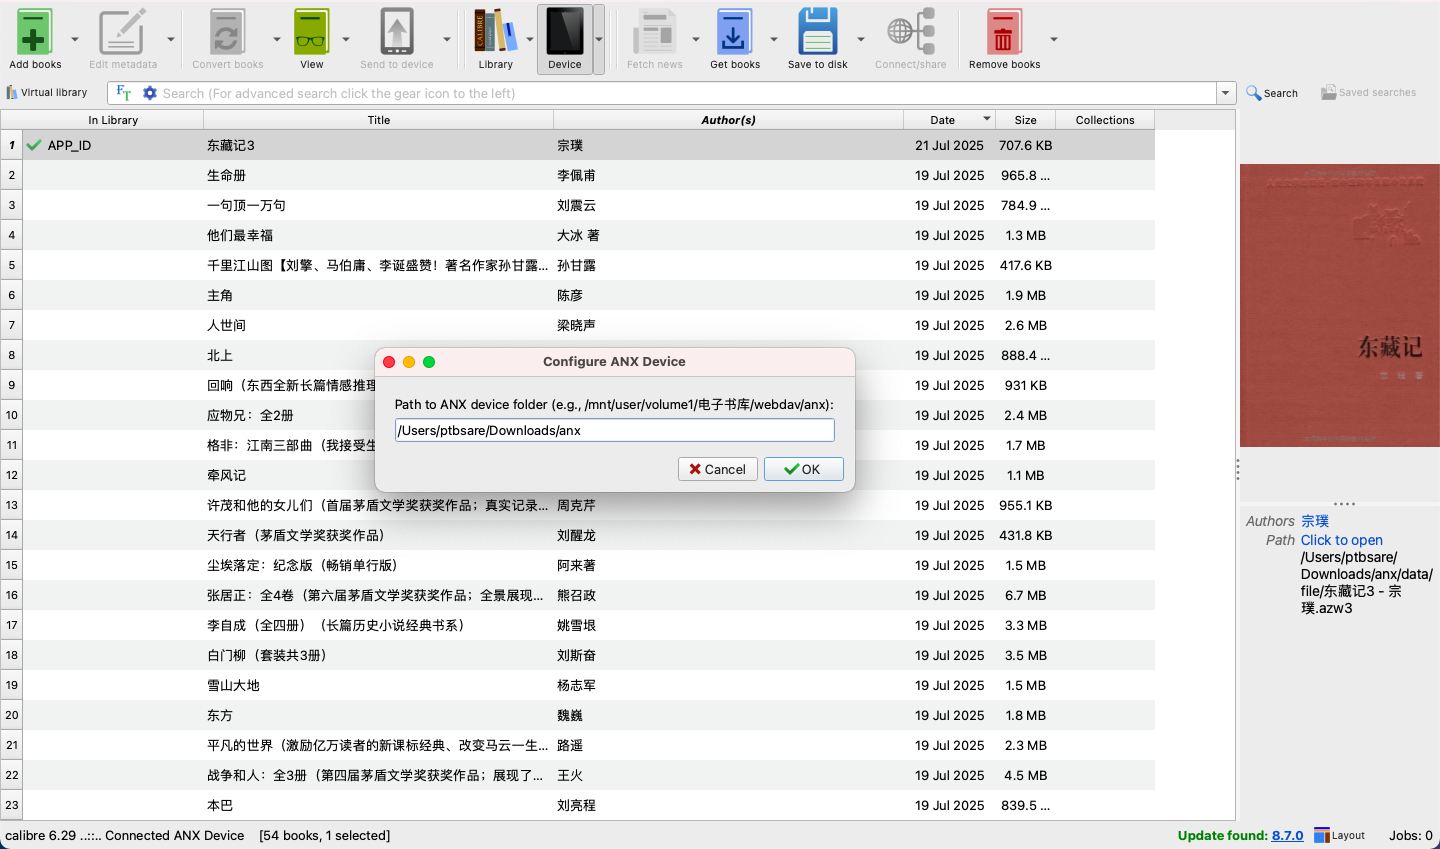 Add books
Edit metadata
Convert books
View
Send to device
Library
Device
Fetch news
Get books
Save to disk
Connect/share
Remove books
Virtual library
FT
Search (For advanced search click the gear icon to the left)
Search
Saved searches
In Library Title Author(s) Date Size Collections
1 APP_ID 东藏记3 宗璞 21 Jul 2025 707.6 KB
2 生命册 李佩甫 19 Jul 2025 965.8 ...
3 一句顶一万句 刘震云 19 Jul 2025 784.9 ...
4 他们最幸福 大冰 著 19 Jul 2025 1.3 MB
5 千里江山图【刘擎、马伯庸、李诞盛赞！著名作家孙甘露... 孙甘露 19 Jul 2025 417.6 KB
6 主角 陈彦 19 Jul 2025 1.9 MB
7 人世间 梁晓声 19 Jul 2025 2.6 MB
8 北上 19 Jul 2025 888.4 ...
9 回响（东西全新长篇情感推理 19 Jul 2025 931 KB
10 应物兄：全2册 19 Jul 2025 2.4 MB
11 格非：江南三部曲（我接受生 19 Jul 2025 1.7 MB
12 牵风记 19 Jul 2025 1.1 MB
13 许茂和他的女儿们（首届茅盾文学奖获奖作品；真实记录... 周克芹 19 Jul 2025 955.1 KB
14 天行者（茅盾文学奖获奖作品） 刘醒龙 19 Jul 2025 431.8 KB
15 尘埃落定：纪念版（畅销单行版） 阿来著 19 Jul 2025 1.5 MB
16 张居正：全4卷（第六届茅盾文学奖获奖作品；全景展现... 熊召政 19 Jul 2025 6.7 MB
17 李自成（全四册）（长篇历史小说经典书系） 姚雪垠 19 Jul 2025 3.3 MB
18 白门柳（套装共3册） 刘斯奋 19 Jul 2025 3.5 MB
19 雪山大地 杨志军 19 Jul 2025 1.5 MB
20 东方 魏巍 19 Jul 2025 1.8 MB
21 平凡的世界（激励亿万读者的新课标经典、改变马云一生... 路遥 19 Jul 2025 2.3 MB
22 战争和人：全3册（第四届茅盾文学奖获奖作品；展现了... 王火 19 Jul 2025 4.5 MB
23 本巴 刘亮程 19 Jul 2025 839.5 ...
Configure ANX Device
Path to ANX device folder (e.g., /mnt/user/volume1/电子书库/webdav/anx):
/Users/ptbsare/Downloads/anx
Cancel
OK
东藏记
宗 璞 著
Authors 宗璞
Path Click to open
/Users/ptbsare/
Downloads/anx/data/
file/东藏记3 - 宗
璞.azw3
calibre 6.29 ..::.. Connected ANX Device [54 books, 1 selected]
Update found: 8.7.0
Layout
Jobs: 0